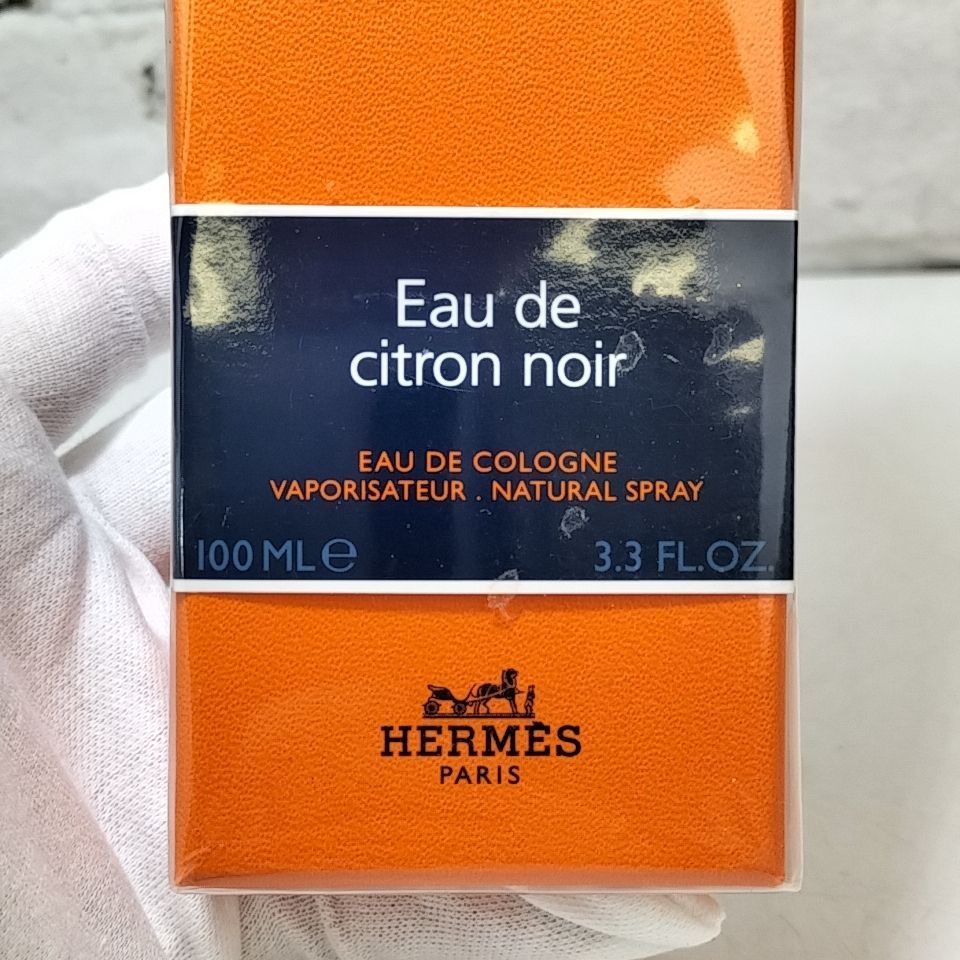 Eau de
citron noir
EAU DE COLOGNE
VAPORISATEUR . NATURAL SPRAY
100 ML e 3.3 FL.OZ.
HERMÈS
PARIS